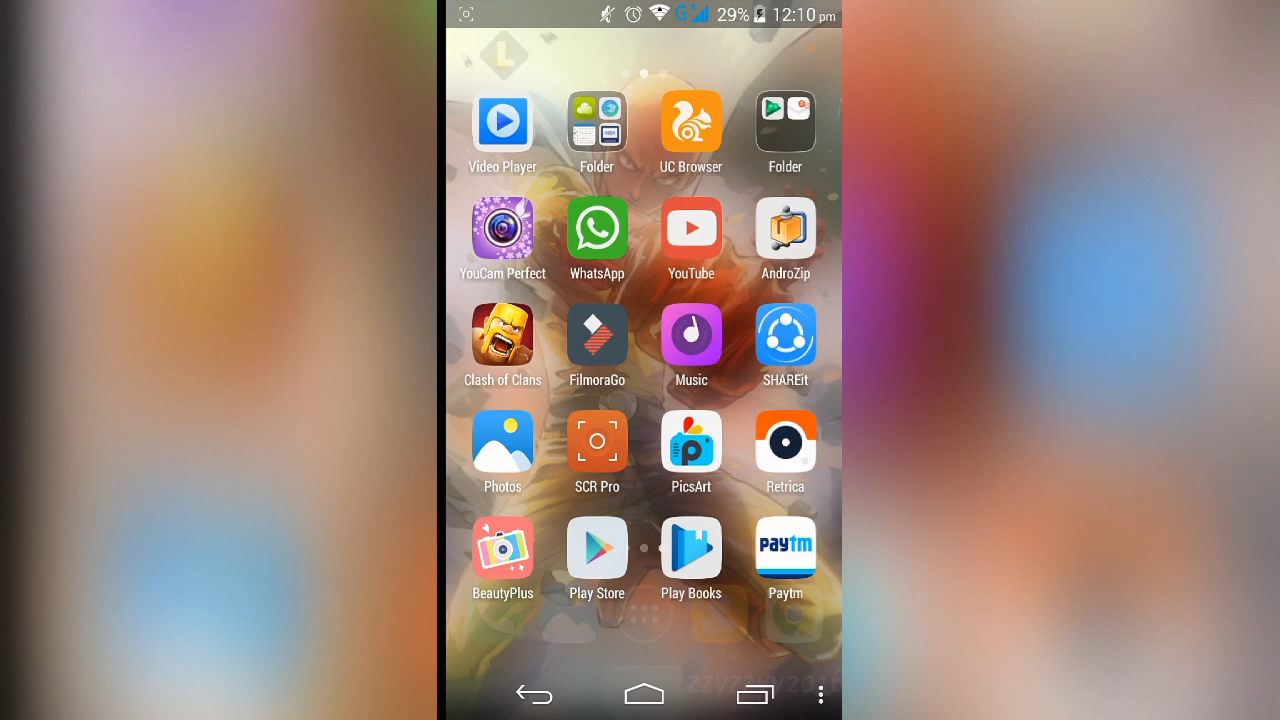 G 29% 12:10 pm
L
Video Player Folder UC Browser Folder
YouCam Perfect WhatsApp YouTube AndroZip
Clash of Clans FilmoraGo Music SHAREit
Photos SCR Pro PicsArt Retrica
paytm
BeautyPlus Play Store Play Books Paytm